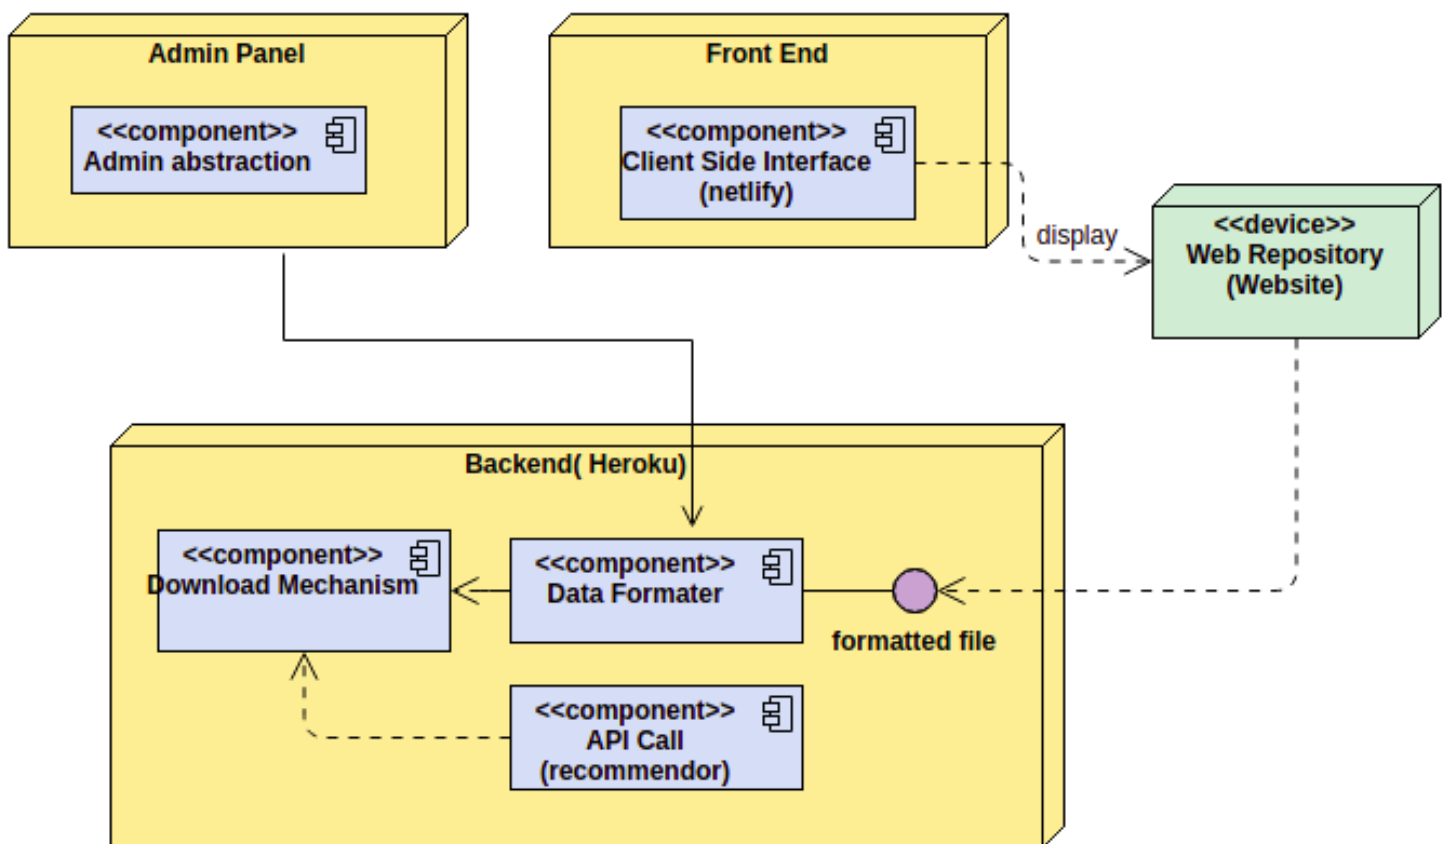 Admin Panel
<<component>>
Admin abstraction
Front End
<<component>>
Client Side Interface
(netlify)
display
<<device>>
Web Repository
(Website)
Backend( Heroku)
<<component>>
Download Mechanism
<<component>>
Data Formater
formatted file
<<component>>
API Call
(recommendor)